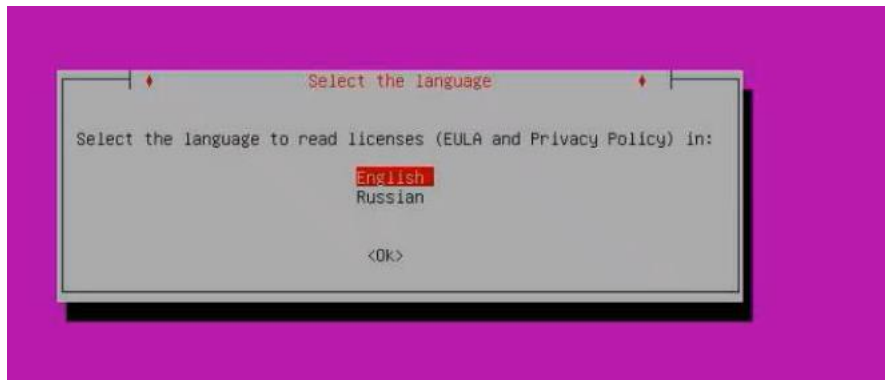 Select the language
Select the language to read licenses (EULA and Privacy Policy) in:
English
Russian
<Ok>